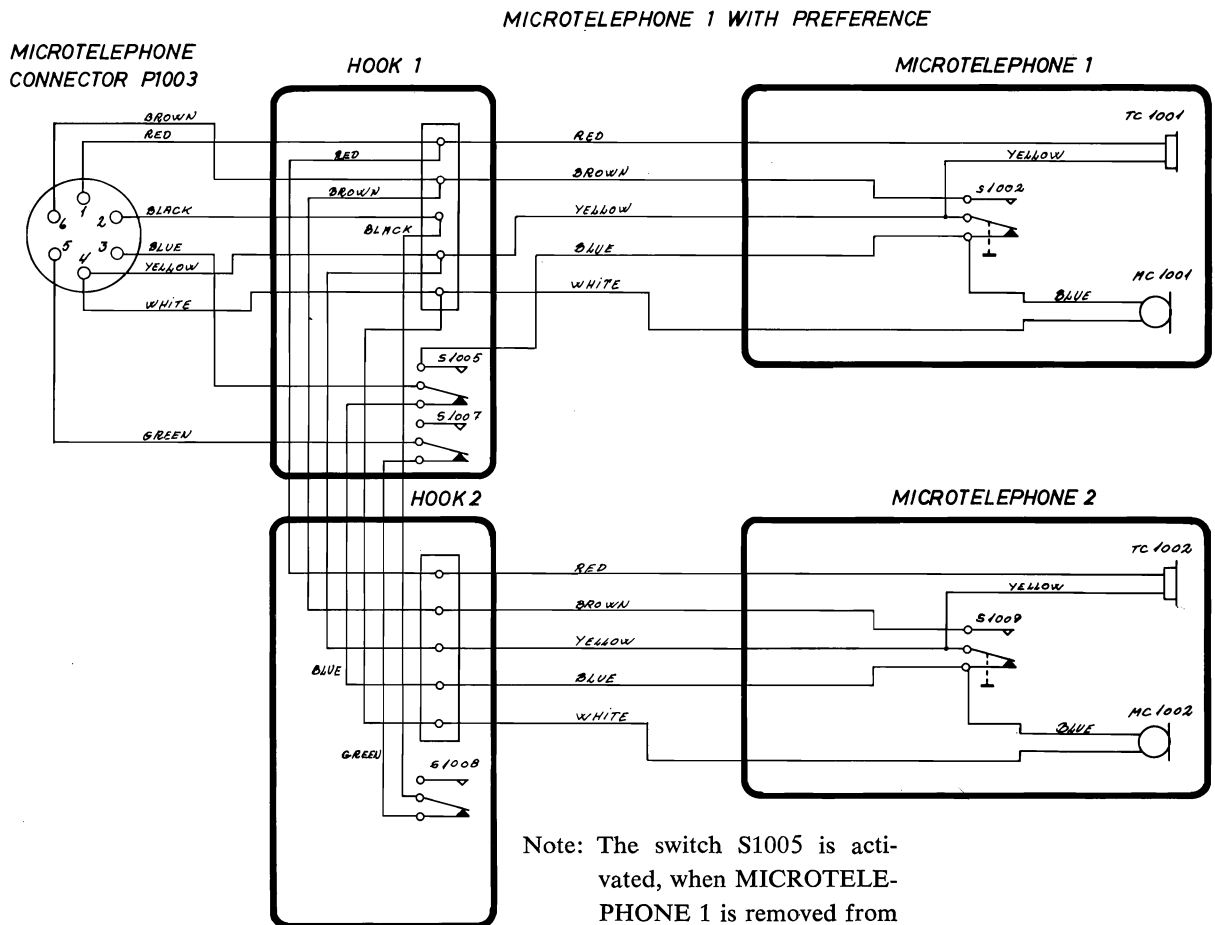 MICROTELEPHONE 1 WITH PREFERENCE
MICROTELEPHONE
CONNECTOR P1003
HOOK 1
MICROTELEPHONE 1
BROWN
RED
RED
RED
BROWN
BROWN
BLACK
BLACK
YELLOW
BLUE
BLUE
YELLOW
WHITE
WHITE
1
2
3
4
5
6
TC 1001
YELLOW
S1002
MC 1001
BLUE
S1005
S1007
GREEN
HOOK 2
MICROTELEPHONE 2
RED
BROWN
YELLOW
BLUE
BLUE
WHITE
GREEN
S1008
TC 1002
YELLOW
S1009
MC 1002
BLUE
Note: The switch S1005 is acti-
vated, when MICROTELE-
PHONE 1 is removed from